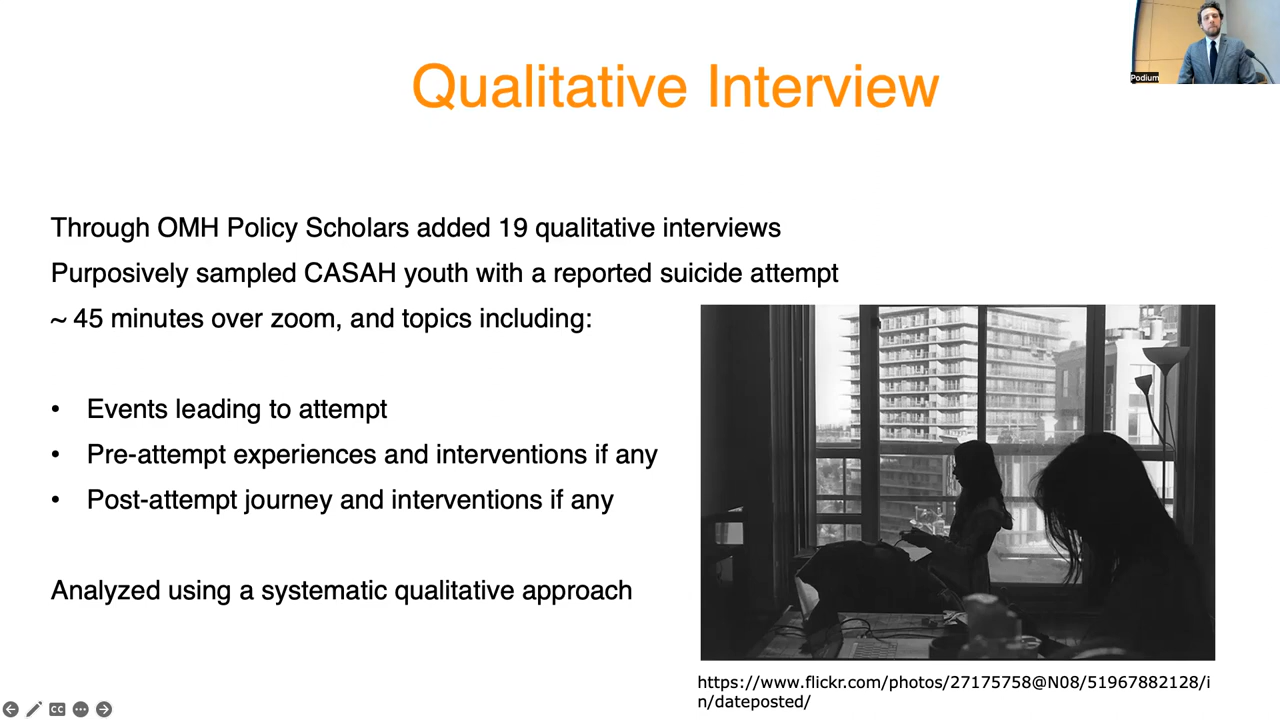 Podium
Qualitative Interview
Through OMH Policy Scholars added 19 qualitative interviews
Purposively sampled CASAH youth with a reported suicide attempt
~ 45 minutes over zoom, and topics including:
• Events leading to attempt
• Pre-attempt experiences and interventions if any
• Post-attempt journey and interventions if any
Analyzed using a systematic qualitative approach
https://www.flickr.com/photos/27175758@N08/51967882128/i
n/dateposted/
CC